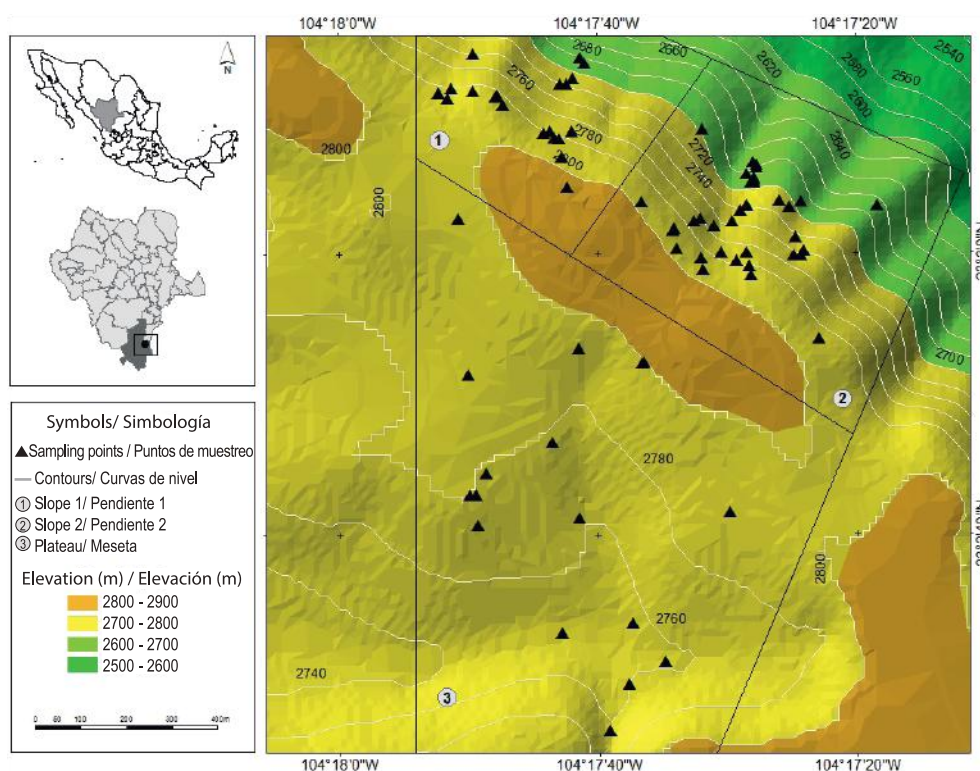 104°18'0"W 104°17'40"W 104°17'20"W
N
Symbols/ Simbología
Sampling points / Puntos de muestreo
Contours/ Curvas de nivel
1 Slope 1/ Pendiente 1
2 Slope 2/ Pendiente 2
3 Plateau/ Meseta
Elevation (m) / Elevación (m)
2800 - 2900
2700 - 2800
2600 - 2700
2500 - 2600
0 50 100 200 300 400m
2680
2660
2540
2760
2620
2580
2560
2600
2780
2720
2640
1
2800
2800
2740
2800
2700
2
2780
2800
2760
2740
3
104°18'0"W 104°17'40"W 104°17'20"W